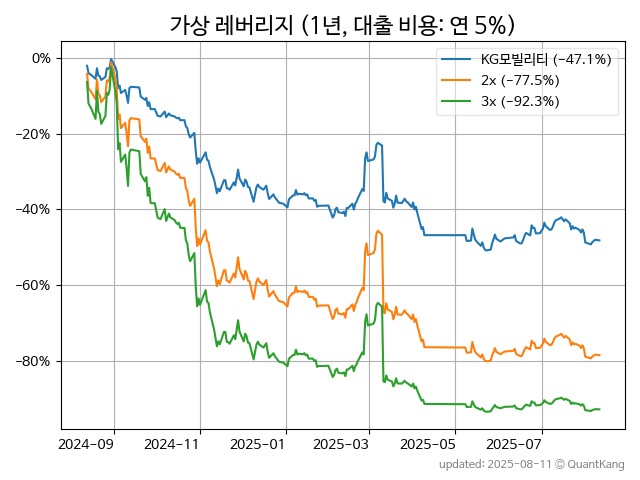 가상 레버리지 (1년, 대출 비용: 연 5%)
KG모빌리티 (−47.1%)
2x (−77.5%)
3x (−92.3%)
0%
−20%
−40%
−60%
−80%
2024-09 2024-11 2025-01 2025-03 2025-05 2025-07
updated: 2025-08-11 © QuantKang